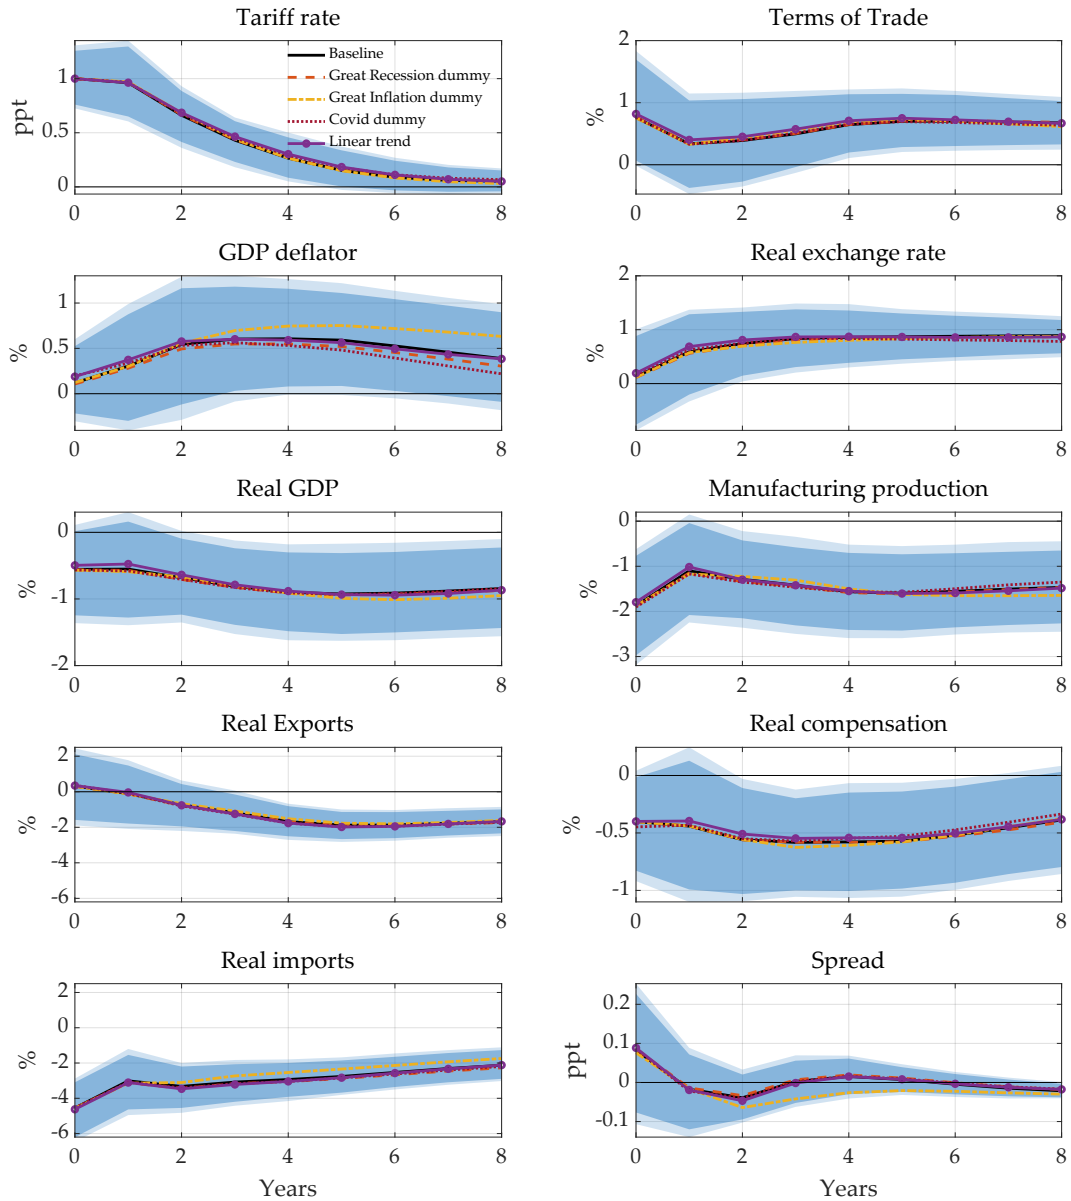 Tariff rate
ppt
1
0.5
0
Baseline
Great Recession dummy
Great Inflation dummy
Covid dummy
Linear trend
0 2 4 6 8
Terms of Trade
%
2
1
0
0 2 4 6 8
GDP deflator
%
1
0.5
0
0 2 4 6 8
Real exchange rate
%
2
1
0
0 2 4 6 8
Real GDP
%
0
-1
-2
0 2 4 6 8
Manufacturing production
%
0
-1
-2
-3
0 2 4 6 8
Real Exports
%
2
0
-2
-4
-6
0 2 4 6 8
Real compensation
%
0
-0.5
-1
0 2 4 6 8
Real imports
%
2
0
-2
-4
-6
0 2 4 6 8
Years
Spread
ppt
0.2
0.1
0
-0.1
0 2 4 6 8
Years